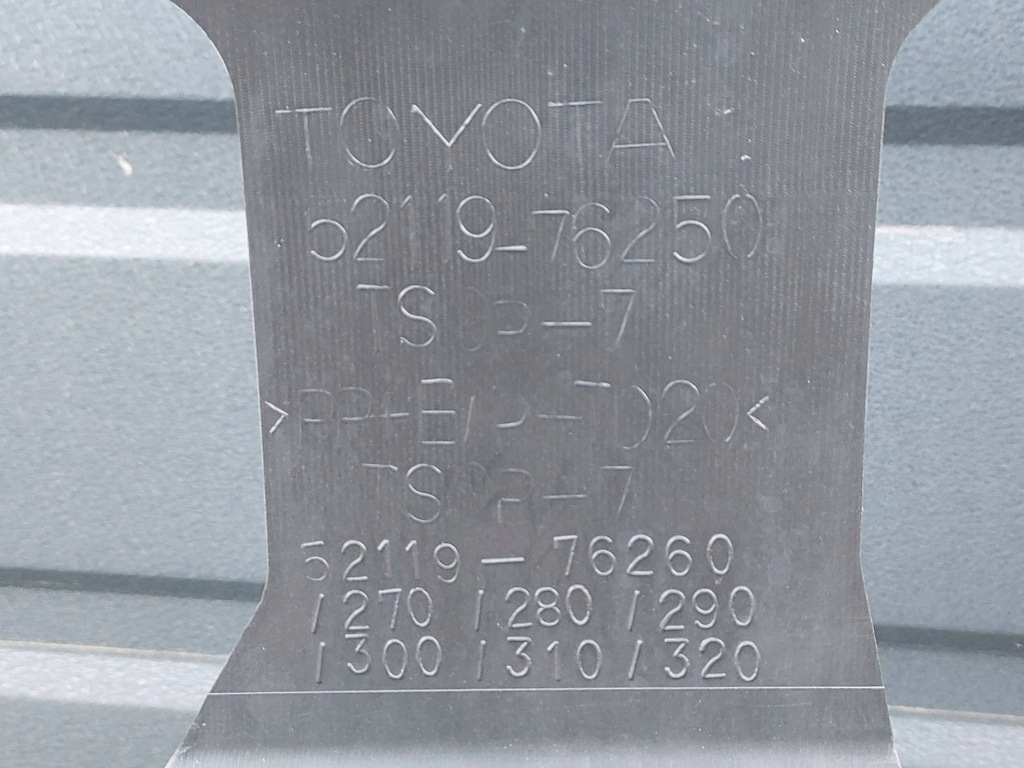 TOYOTA
52119-76250
TSOP-7
>PP+E/P-TD20<
TSOP-7
52119-76260
/270 /280 /290
/300 /310 /320